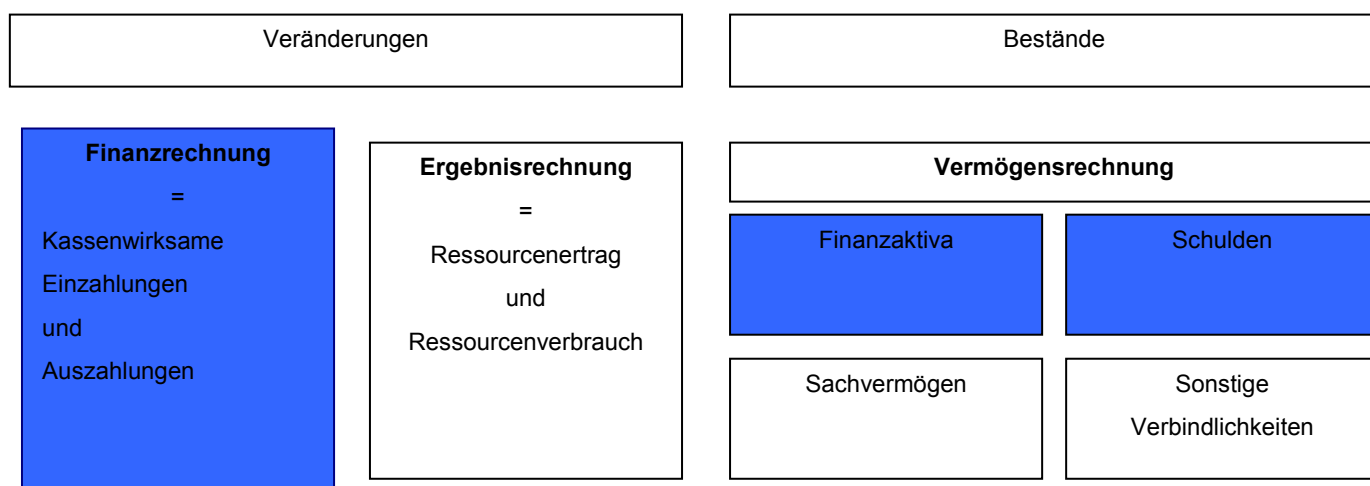 Veränderungen
Bestände
Finanzrechnung
=
Kassenwirksame
Einzahlungen
und
Auszahlungen
Ergebnisrechnung
=
Ressourcenertrag
und
Ressourcenverbrauch
Vermögensrechnung
Finanzaktiva
Schulden
Sachvermögen
Sonstige
Verbindlichkeiten